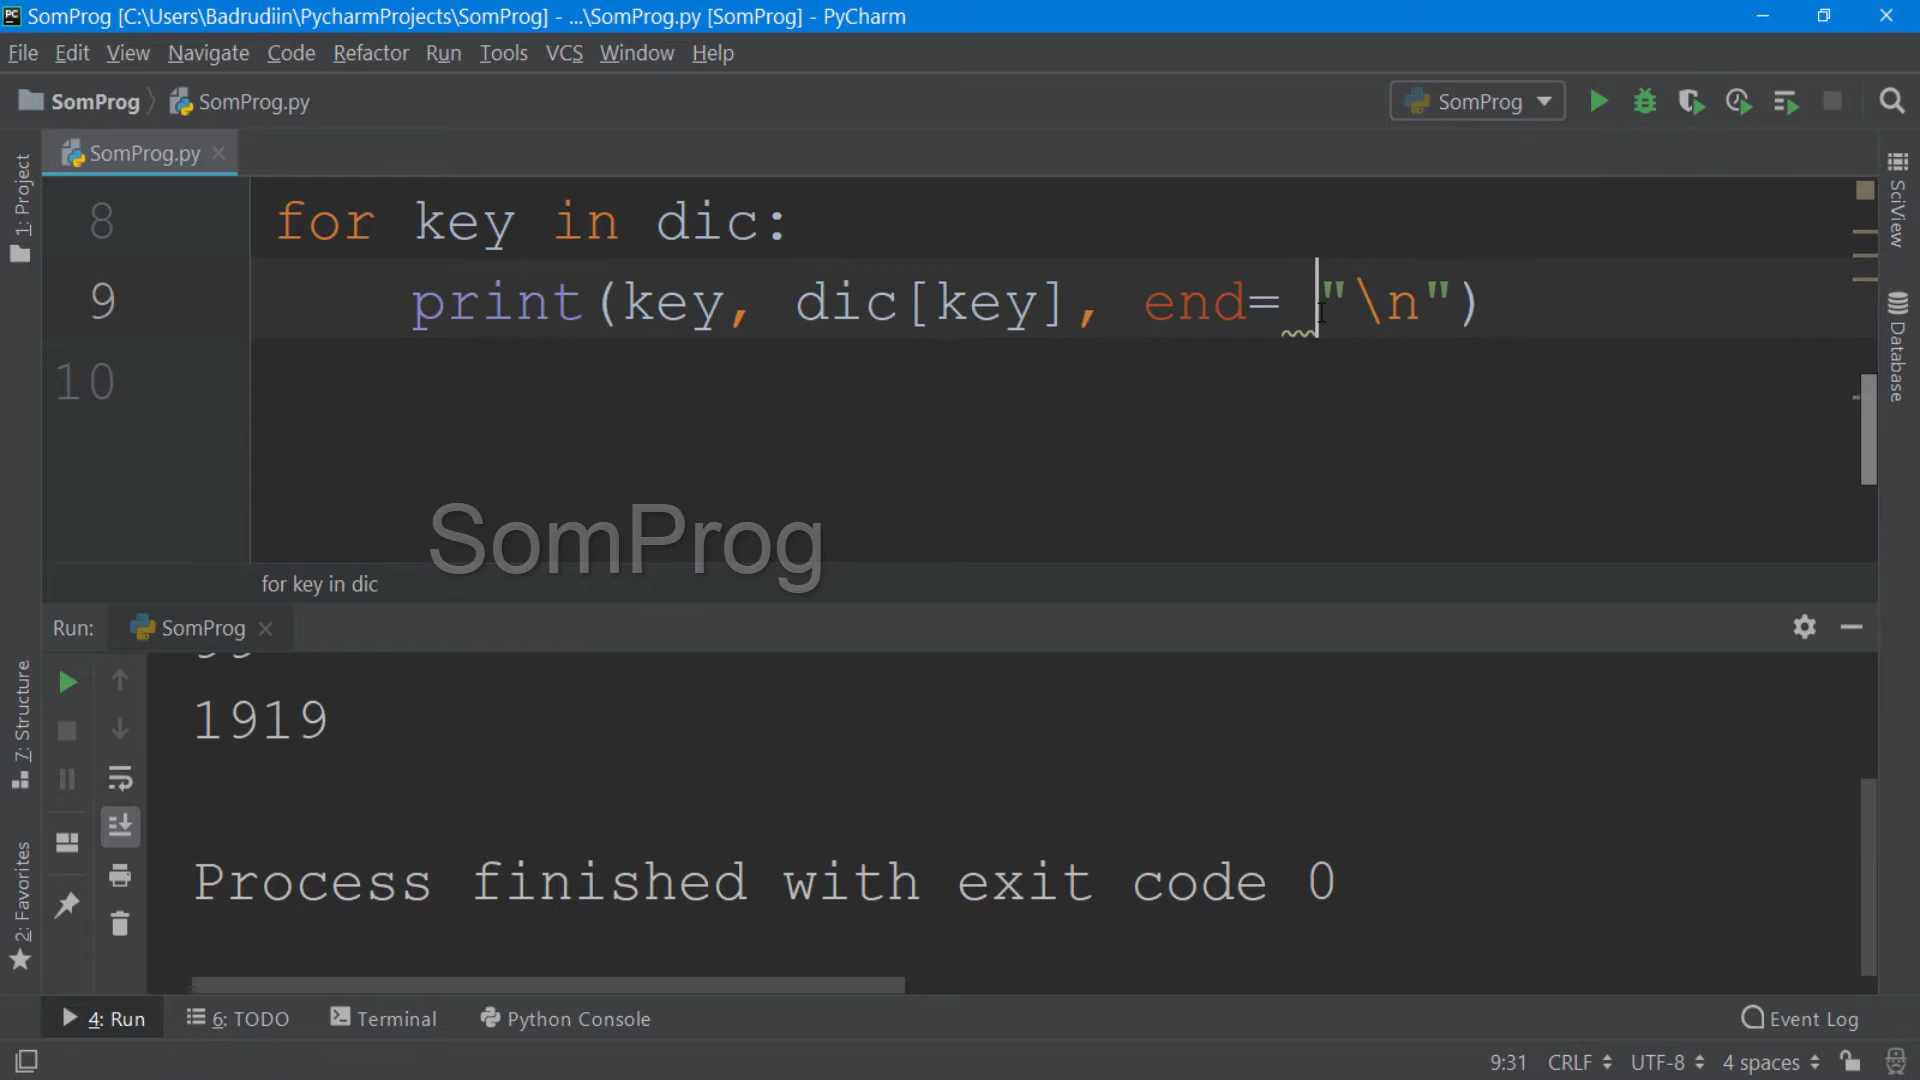 SomProg [C:\Users\Badrudiin\PycharmProjects\SomProg] - ...\SomProg.py [SomProg] - PyCharm
File Edit View Navigate Code Refactor Run Tools VCS Window Help
SomProg SomProg.py SomProg
SomProg.py
1: Project
8 for key in dic:
9 print(key, dic[key], end= "\n")
10
SciView
Database
SomProg
for key in dic
Run: SomProg
1919
Process finished with exit code 0
7: Structure
2: Favorites
4: Run 6: TODO Terminal Python Console Event Log
9:31 CRLF UTF-8 4 spaces